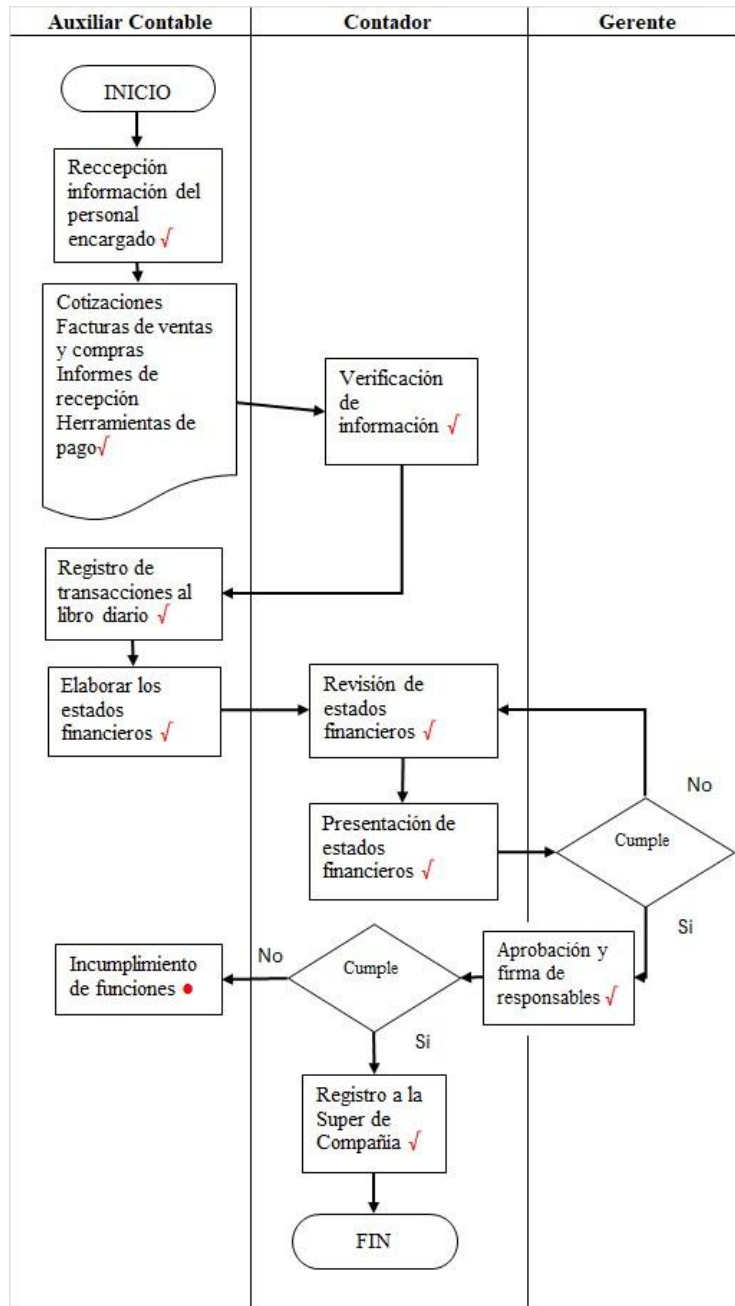 Auxiliar Contable
Contador
Gerente
INICIO
Reccepción
información del
personal
encargado √
Cotizaciones
Facturas de ventas
y compras
Informes de
recepción
Herramientas de
pago√
Verificación
de
información √
Registro de
transacciones al
libro diario √
Elaborar los
estados
financieros √
Revisión de
estados
financieros √
No
Presentación de
estados
financieros √
Cumple
Si
Aprobación y
firma de
responsables √
Cumple
No
Incumplimiento
de funciones ●
Si
Registro a la
Super de
Compañia √
FIN